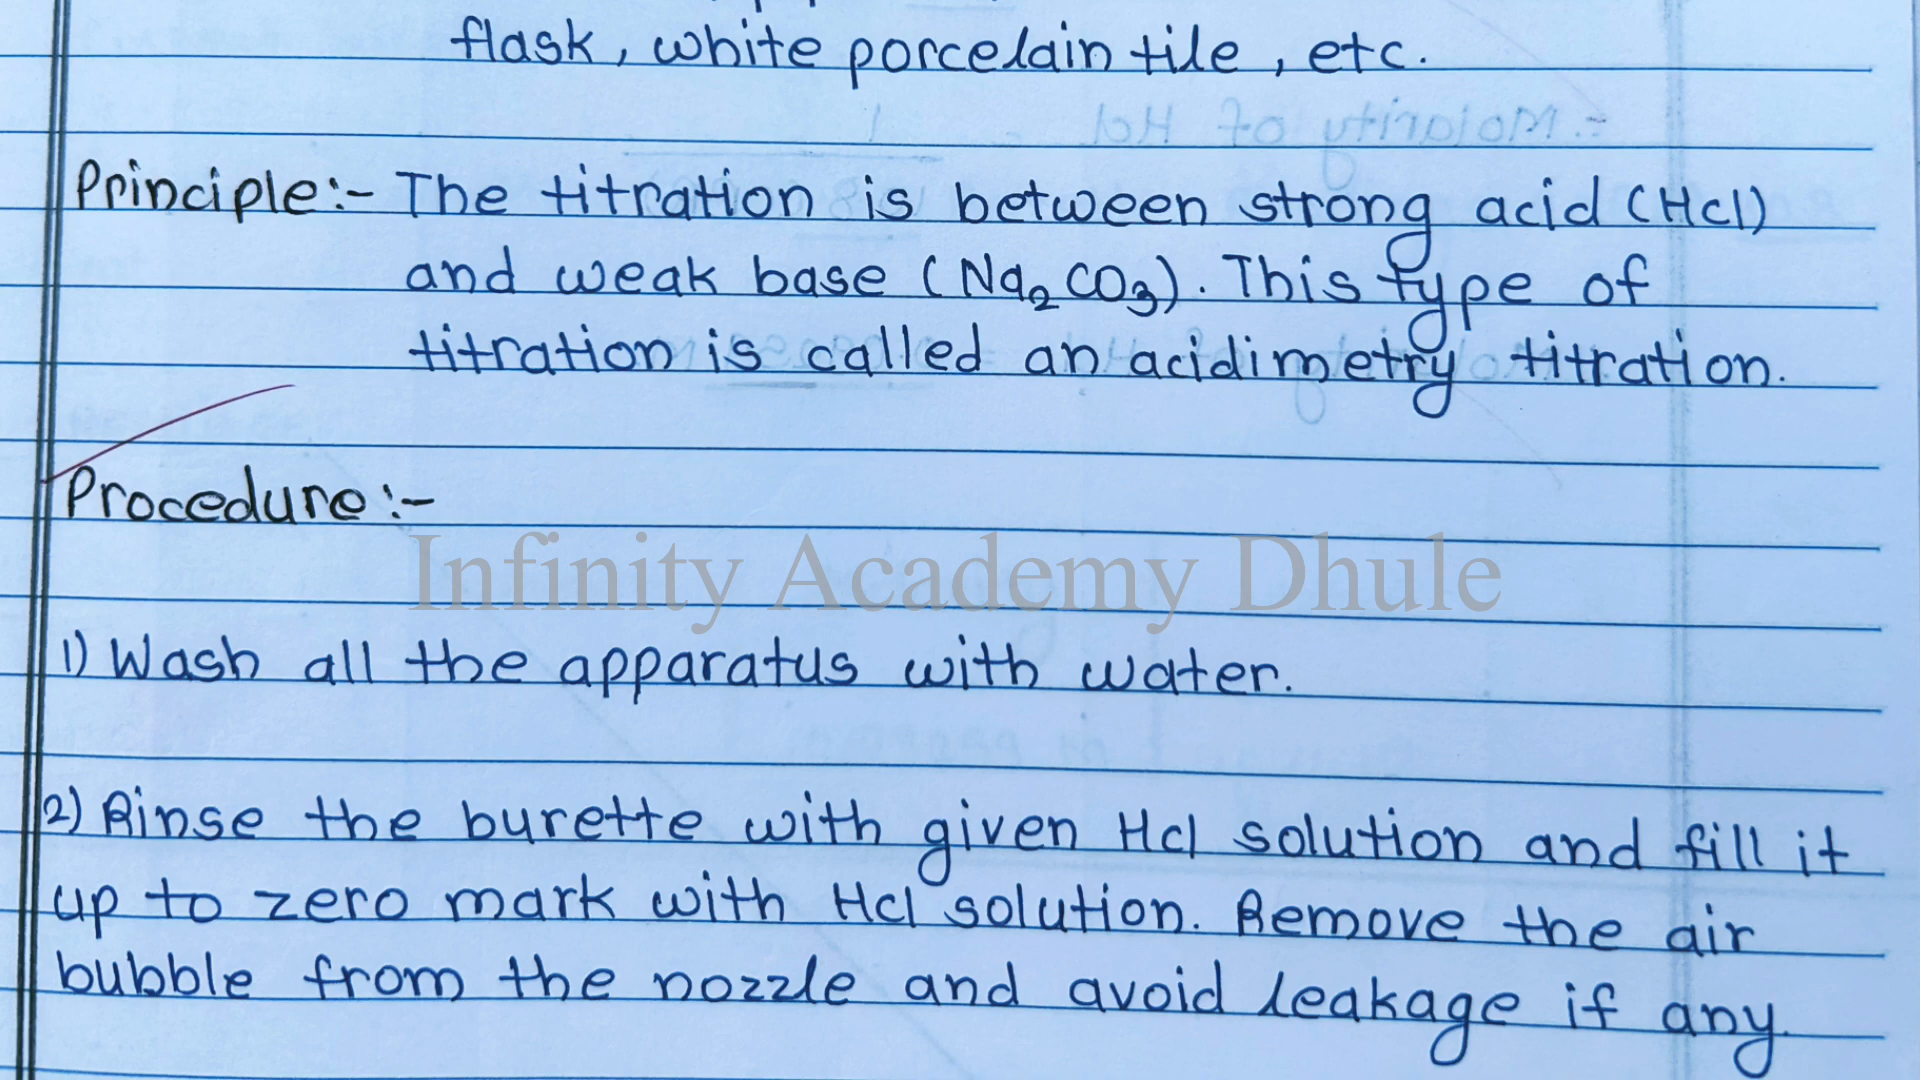 flask, white porcelain tile, etc.
Principle:- The titration is between strong acid (Hcl)
and weak base (Na₂CO₃). This type of
titration is called an acidimetry titration.
Procedure:-
Infinity Academy Dhule
1) Wash all the apparatus with water.
2) Rinse the burette with given Hcl solution and fill it
up to zero mark with Hcl solution. Remove the air
bubble from the nozzle and avoid leakage if any.